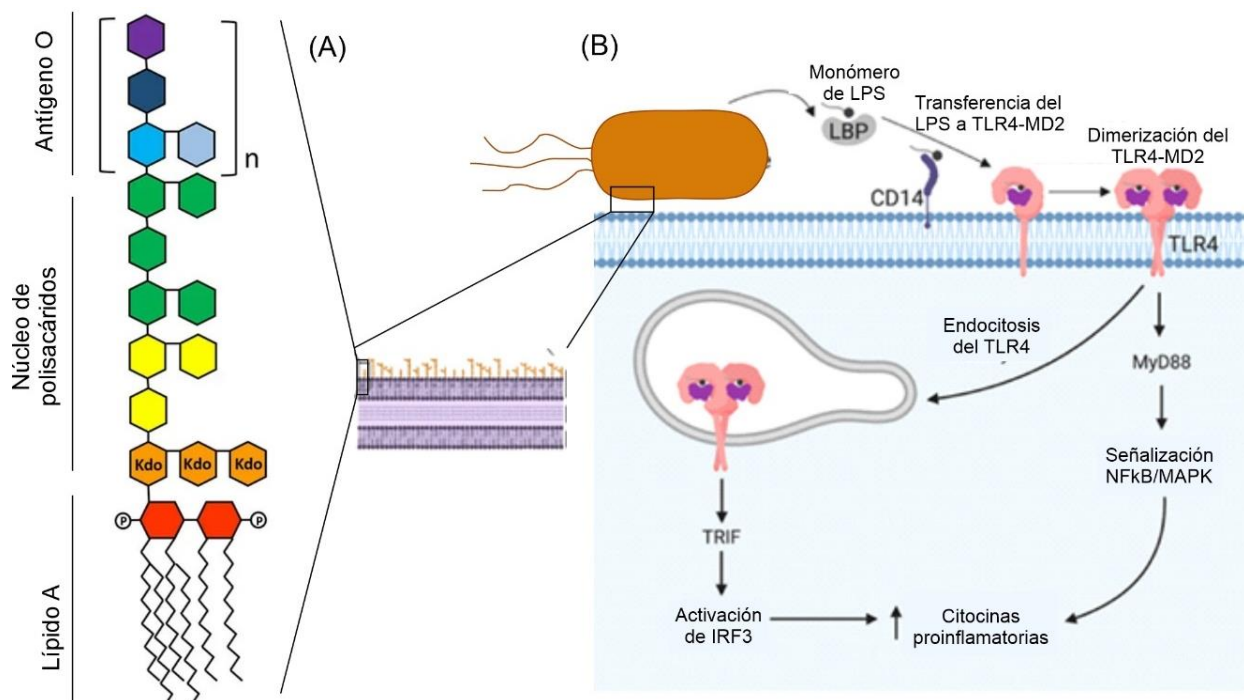 (A)
Antígeno O
n
Núcleo de
polisacáridos
Kdo
Kdo
Kdo
P
P
Lípido A
(B)
Monómero
de LPS
LBP
Transferencia del
LPS a TLR4-MD2
Dimerización del
TLR4-MD2
CD14
TLR4
Endocitosis
del TLR4
MyD88
Señalización
NFkB/MAPK
TRIF
Activación
de IRF3
Citocinas
proinflamatorias